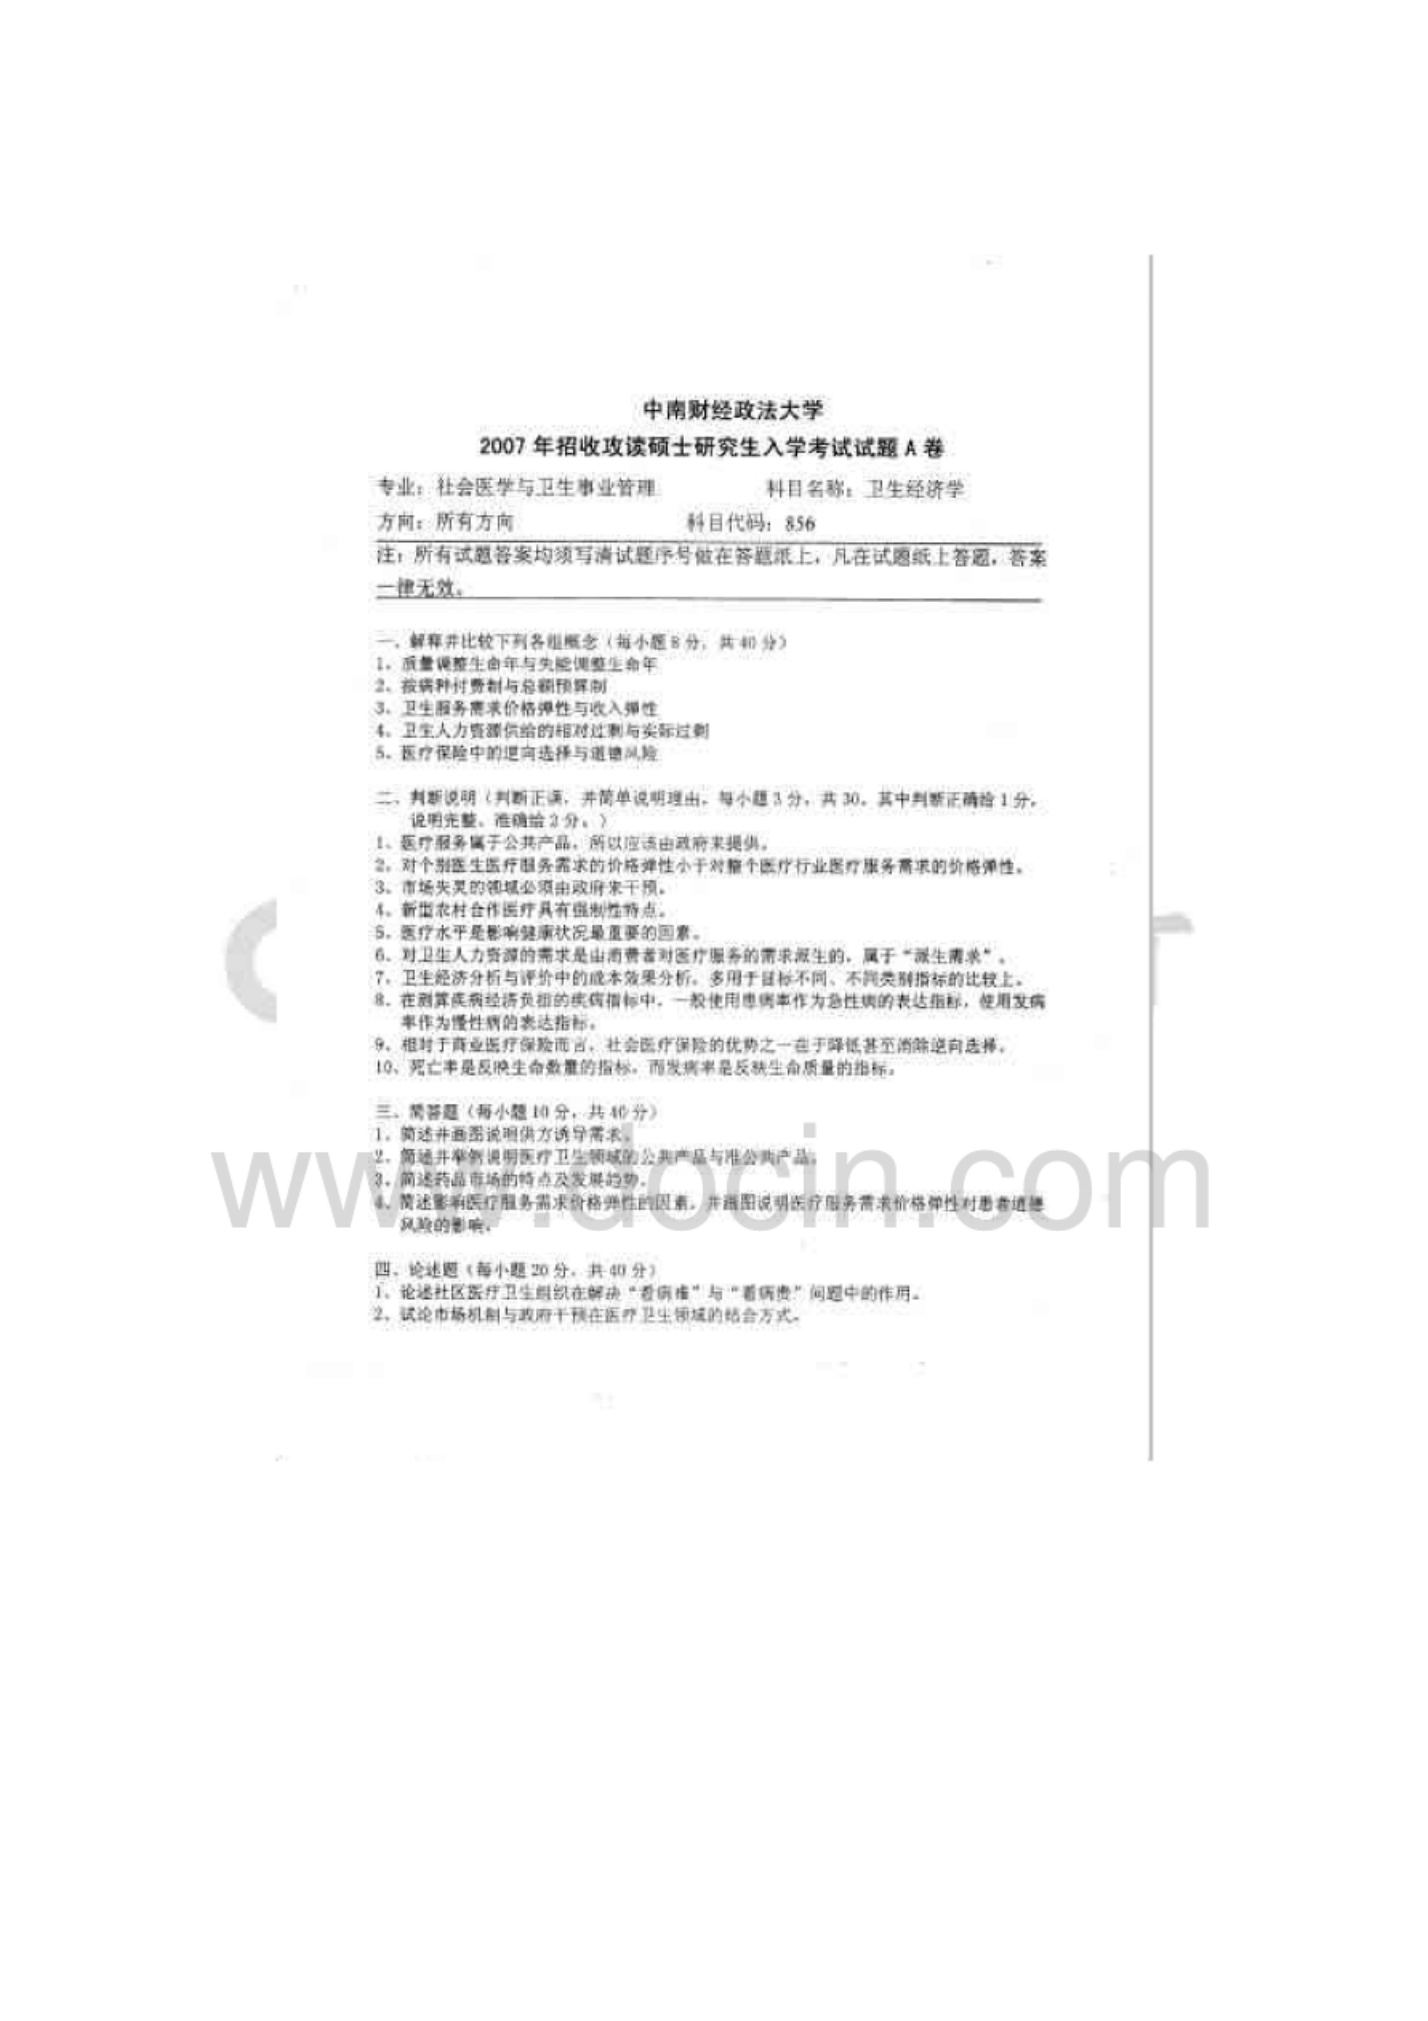 中南财经政法大学
2007 年招收攻读硕士研究生入学考试试题 A 卷
专业：社会医学与卫生事业管理 科目名称：卫生经济学
方向：所有方向 科目代码：856
注：所有试题答案均须写清试题序号做在答题纸上，凡在试题纸上答题，答案
一律无效。
一、解释并比较下列各组概念（每小题 8 分，共 40 分）
1、质量调整生命年与失能调整生命年
2、按病种付费制与总额预算制
3、卫生服务需求价格弹性与收入弹性
4、卫生人力资源供给的相对过剩与实际过剩
5、医疗保险中的逆向选择与道德风险
二、判断说明（判断正误，并简单说明理由。每小题 3 分，共 30。其中判断正确给 1 分，
说明完整、准确给 2 分。）
1、医疗服务属于公共产品，所以应该由政府来提供。
2、对个别医生医疗服务需求的价格弹性小于对整个医疗行业医疗服务需求的价格弹性。
3、市场失灵的领域必须由政府来干预。
4、新型农村合作医疗具有强制性特点。
5、医疗水平是影响健康状况最重要的因素。
6、对卫生人力资源的需求是由消费者对医疗服务的需求派生的，属于“派生需求”。
7、卫生经济分析与评价中的成本效果分析，多用于目标不同、不同类别指标的比较上。
8、在测算疾病经济负担的疾病指标中，一般使用患病率作为急性病的表达指标，使用发病
率作为慢性病的表达指标。
9、相对于商业医疗保险而言，社会医疗保险的优势之一在于降低甚至消除逆向选择。
10、死亡率是反映生命数量的指标，而发病率是反映生命质量的指标。
三、简答题（每小题 10 分，共 40 分）
1、简述并画图说明供方诱导需求。
2、简述并举例说明医疗卫生领域的公共产品与准公共产品。
3、简述药品市场的特点及发展趋势。
4、简述影响医疗服务需求价格弹性的因素，并画图说明医疗服务需求价格弹性对患者道德
风险的影响。
四、论述题（每小题 20 分，共 40 分）
1、论述社区医疗卫生组织在解决“看病难”与“看病贵”问题中的作用。
2、试论市场机制与政府干预在医疗卫生领域的结合方式。
www.docin.com